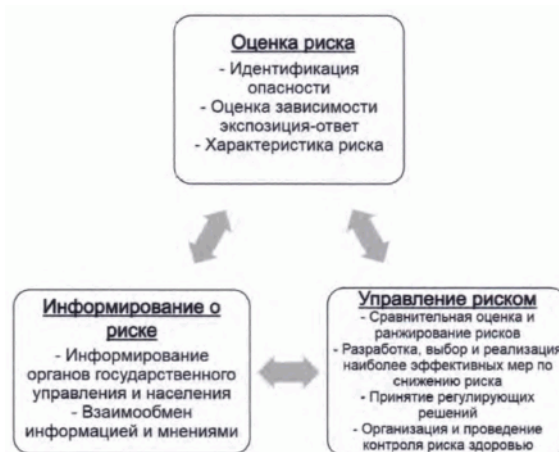 Оценка риска
- Идентификация
опасности
- Оценка зависимости
экспозиция-ответ
- Характеристика риска
Информирование о
риске
- Информирование
органов государственного
управления и населения
- Взаимообмен
информацией и мнениями
Управление риском
- Сравнительная оценка и
ранжирование рисков
- Разработка, выбор и реализация
наиболее эффективных мер по
снижению риска
- Принятие регулирующих
решений
- Организация и проведение
контроля риска здоровью